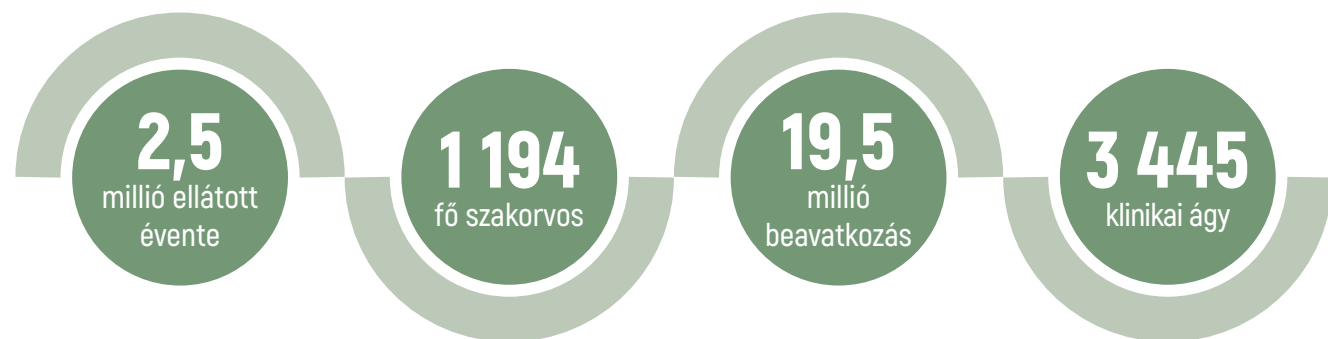 2,5
millió ellátott
évente
1 194
fő szakorvos
19,5
millió
beavatkozás
3 445
klinikai ágy